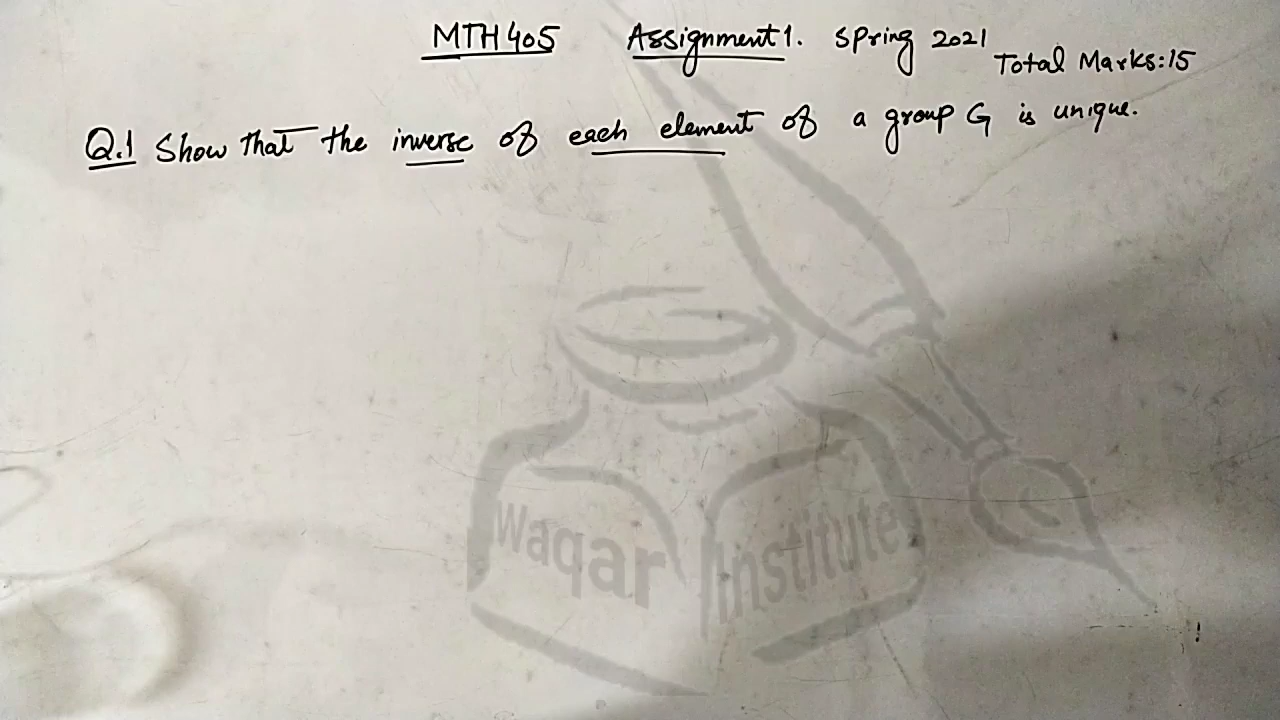 MTH405 Assignment 1. Spring 2021
Total Marks:15
Q.1 Show that the inverse of each element of a group G is unique.
Waqar Institute